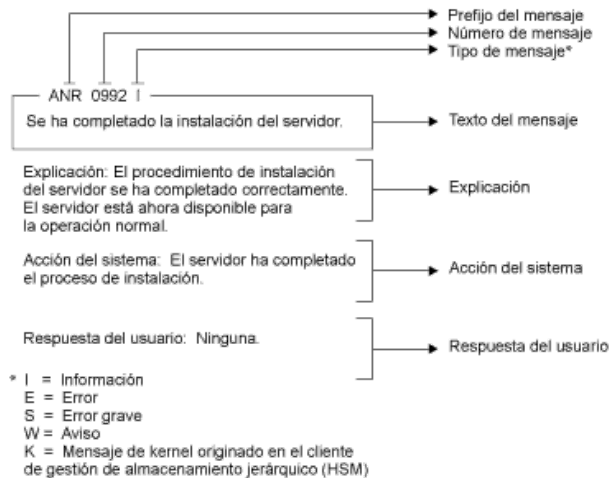 Prefijo del mensaje
Número de mensaje
Tipo de mensaje*
ANR 0992 I
Se ha completado la instalación del servidor.
Texto del mensaje
Explicación: El procedimiento de instalación
del servidor se ha completado correctamente.
El servidor está ahora disponible para
la operación normal.
Explicación
Acción del sistema: El servidor ha completado
el proceso de instalación.
Acción del sistema
Respuesta del usuario: Ninguna.
Respuesta del usuario
* I = Información
E = Error
S = Error grave
W = Aviso
K = Mensaje de kernel originado en el cliente
de gestión de almacenamiento jerárquico (HSM)